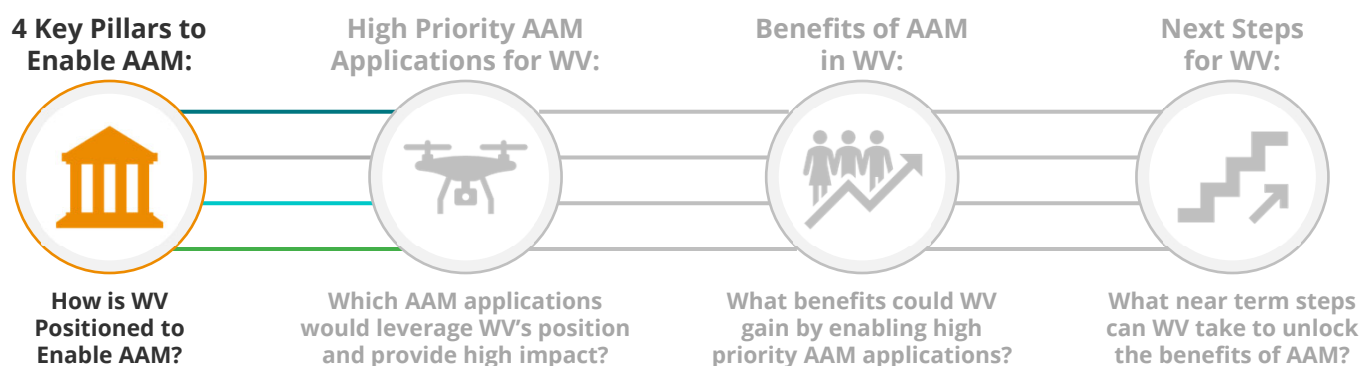 4 Key Pillars to
Enable AAM:
High Priority AAM
Applications for WV:
Benefits of AAM
in WV:
Next Steps
for WV:
How is WV
Positioned to
Enable AAM?
Which AAM applications
would leverage WV’s position
and provide high impact?
What benefits could WV
gain by enabling high
priority AAM applications?
What near term steps
can WV take to unlock
the benefits of AAM?